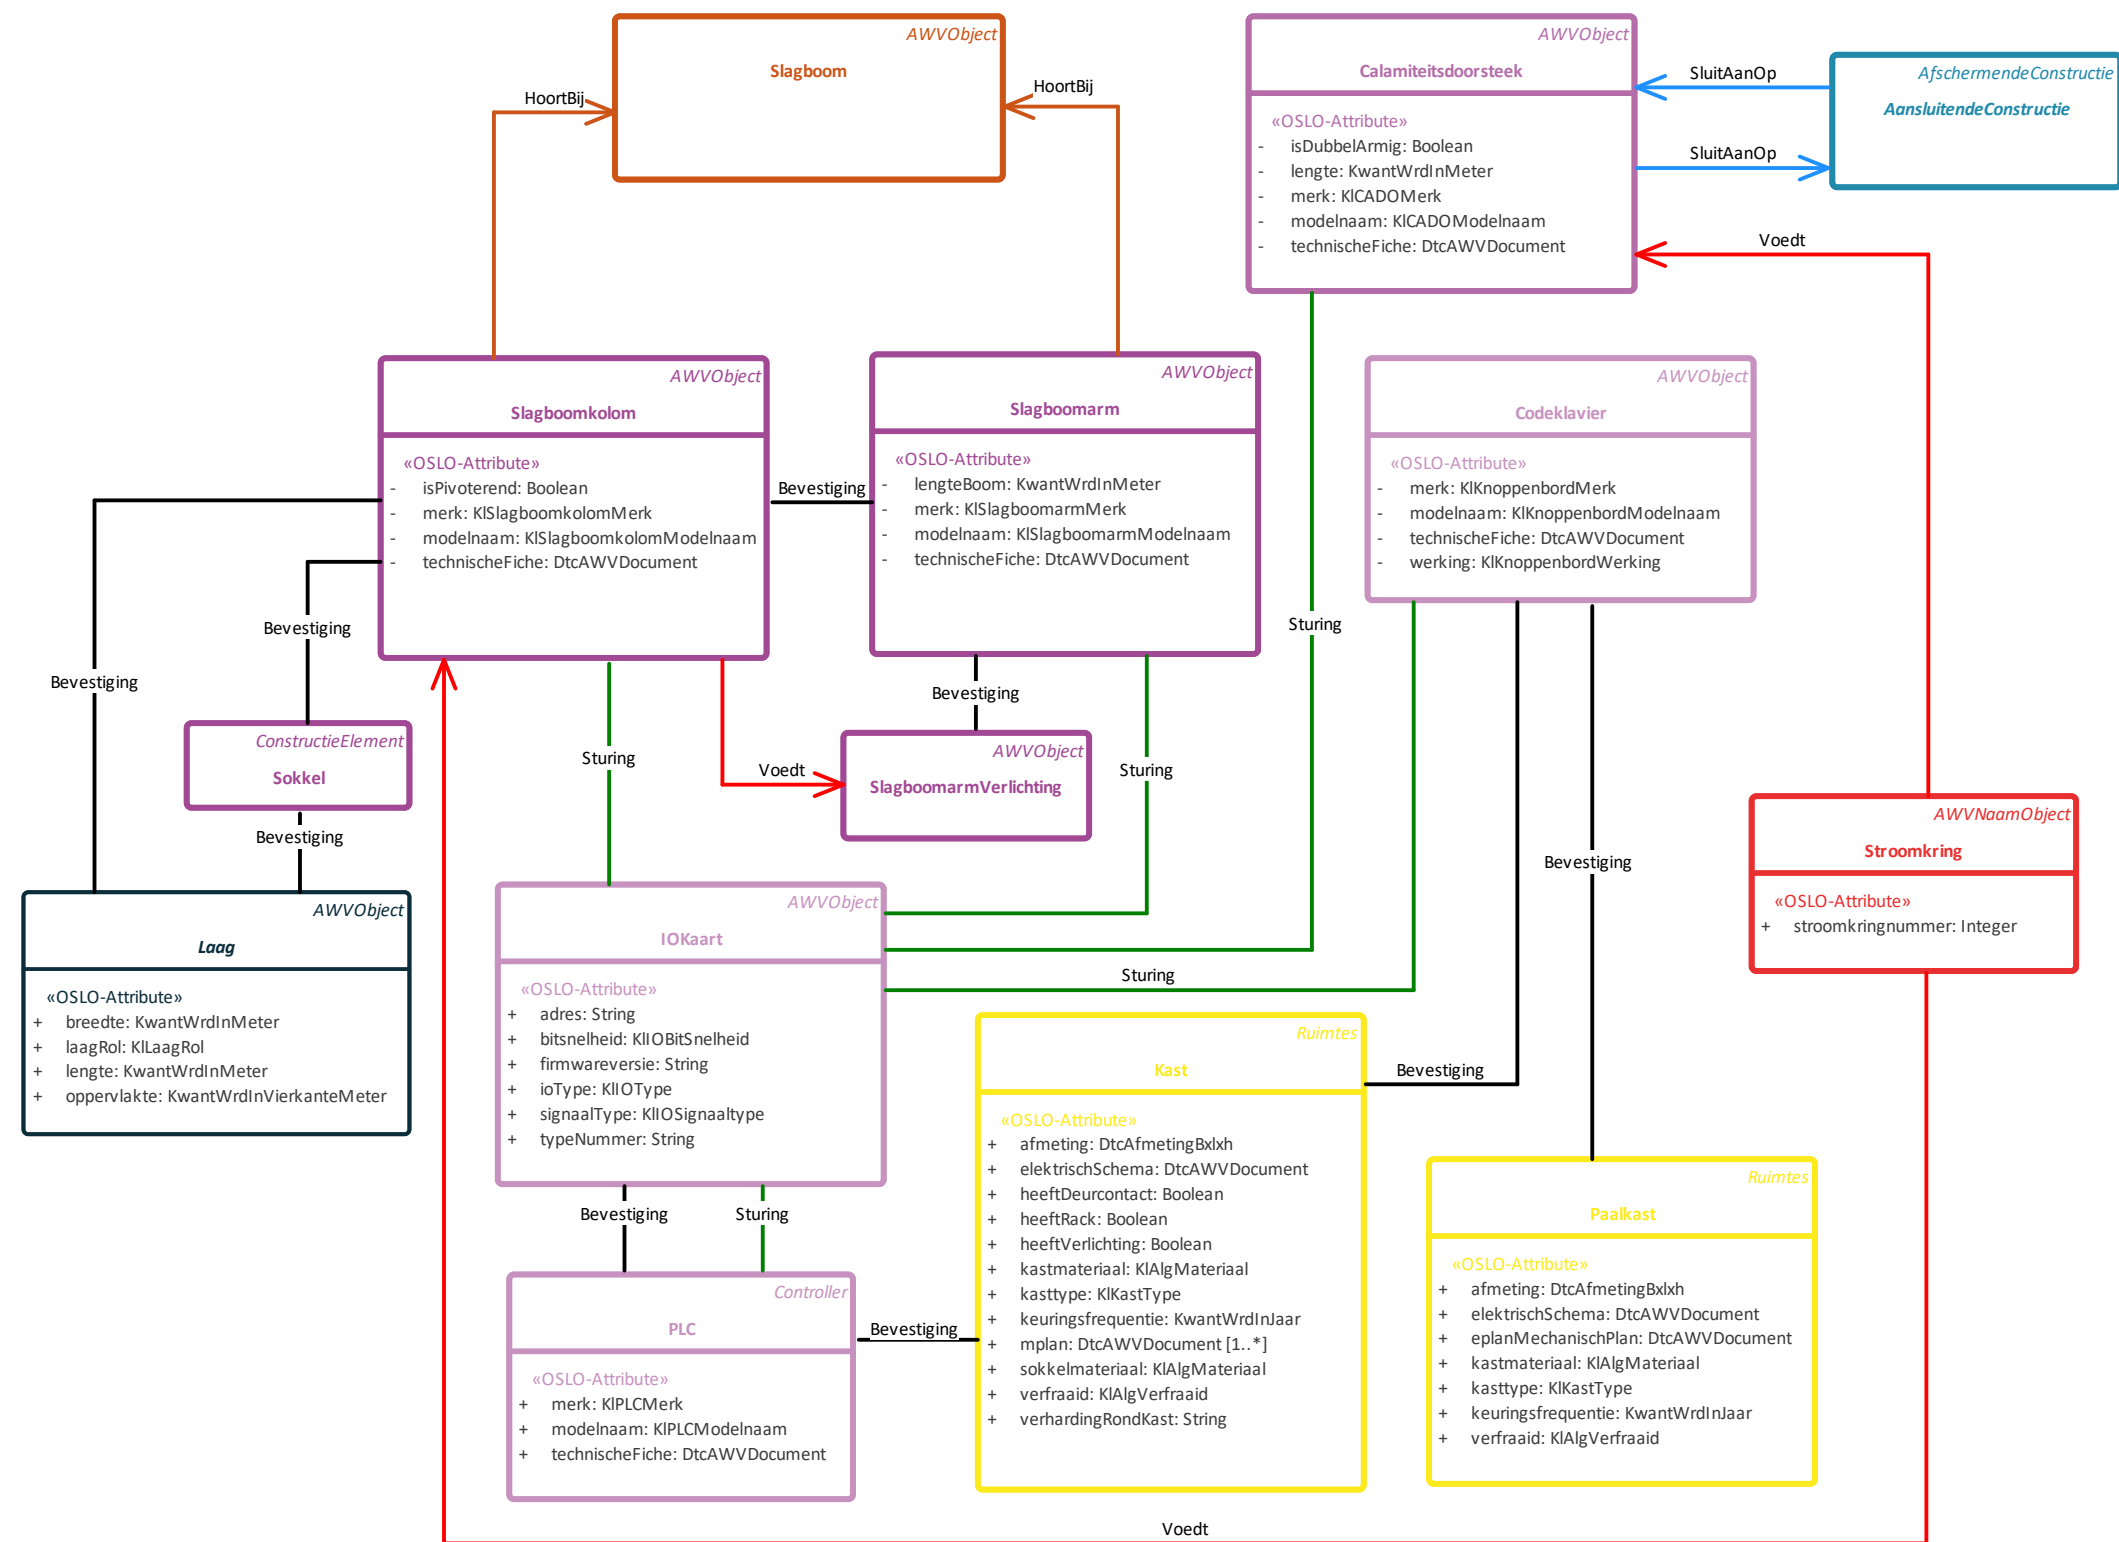 AWVObject
Slagboom
AWVObject
Calamiteitsdoorsteek
«OSLO-Attribute»
- isDubbelArmig: Boolean
- lengte: KwantWrdInMeter
- merk: KlCADOMerk
- modelnaam: KlCADOModelnaam
- technischeFiche: DtcAWVDocument
AfschermendeConstructie
AansluitendeConstructie
SluitAanOp
SluitAanOp
HoortBij
HoortBij
Voedt
AWVObject
Slagboomkolom
«OSLO-Attribute»
- isPivoterend: Boolean
- merk: KlSlagboomkolomMerk
- modelnaam: KlSlagboomkolomModelnaam
- technischeFiche: DtcAWVDocument
Bevestiging
AWVObject
Slagboomarm
«OSLO-Attribute»
- lengteBoom: KwantWrdInMeter
- merk: KlSlagboomarmMerk
- modelnaam: KlSlagboomarmModelnaam
- technischeFiche: DtcAWVDocument
AWVObject
Codeklavier
«OSLO-Attribute»
- merk: KlKnoppenbordMerk
- modelnaam: KlKnoppenbordModelnaam
- technischeFiche: DtcAWVDocument
- werking: KlKnoppenbordWerking
Sturing
Bevestiging
Bevestiging
Bevestiging
ConstructieElement
Sokkel
Sturing
Voedt
AWVObject
SlagboomarmVerlichting
Sturing
Bevestiging
Bevestiging
AWVNaamObject
Stroomkring
«OSLO-Attribute»
+ stroomkringnummer: Integer
AWVObject
Laag
«OSLO-Attribute»
+ breedte: KwantWrdInMeter
+ laagRol: KlLaagRol
+ lengte: KwantWrdInMeter
+ oppervlakte: KwantWrdInVierkanteMeter
AWVObject
IOKaart
«OSLO-Attribute»
+ adres: String
+ bitsnelheid: KlIOBitSnelheid
+ firmwareversie: String
+ ioType: KlIOType
+ signaalType: KlIOSignaaltype
+ typeNummer: String
Sturing
Bevestiging
Ruimtes
Kast
«OSLO-Attribute»
+ afmeting: DtcAfmetingBxlxh
+ elektrischSchema: DtcAWVDocument
+ heeftDeurcontact: Boolean
+ heeftRack: Boolean
+ heeftVerlichting: Boolean
+ kastmateriaal: KlAlgMateriaal
+ kasttype: KlKastType
+ keuringsfrequentie: KwantWrdInJaar
+ mplan: DtcAWVDocument [1..*]
+ sokkelmateriaal: KlAlgMateriaal
+ verfraaid: KlAlgVerfraaid
+ verhardingRondKast: String
Ruimtes
Paalkast
«OSLO-Attribute»
+ afmeting: DtcAfmetingBxlxh
+ elektrischSchema: DtcAWVDocument
+ eplanMechanischPlan: DtcAWVDocument
+ kastmateriaal: KlAlgMateriaal
+ kasttype: KlKastType
+ keuringsfrequentie: KwantWrdInJaar
+ verfraaid: KlAlgVerfraaid
Bevestiging
Sturing
Controller
PLC
«OSLO-Attribute»
+ merk: KlPLCMerk
+ modelnaam: KlPLCModelnaam
+ technischeFiche: DtcAWVDocument
Bevestiging
Voedt